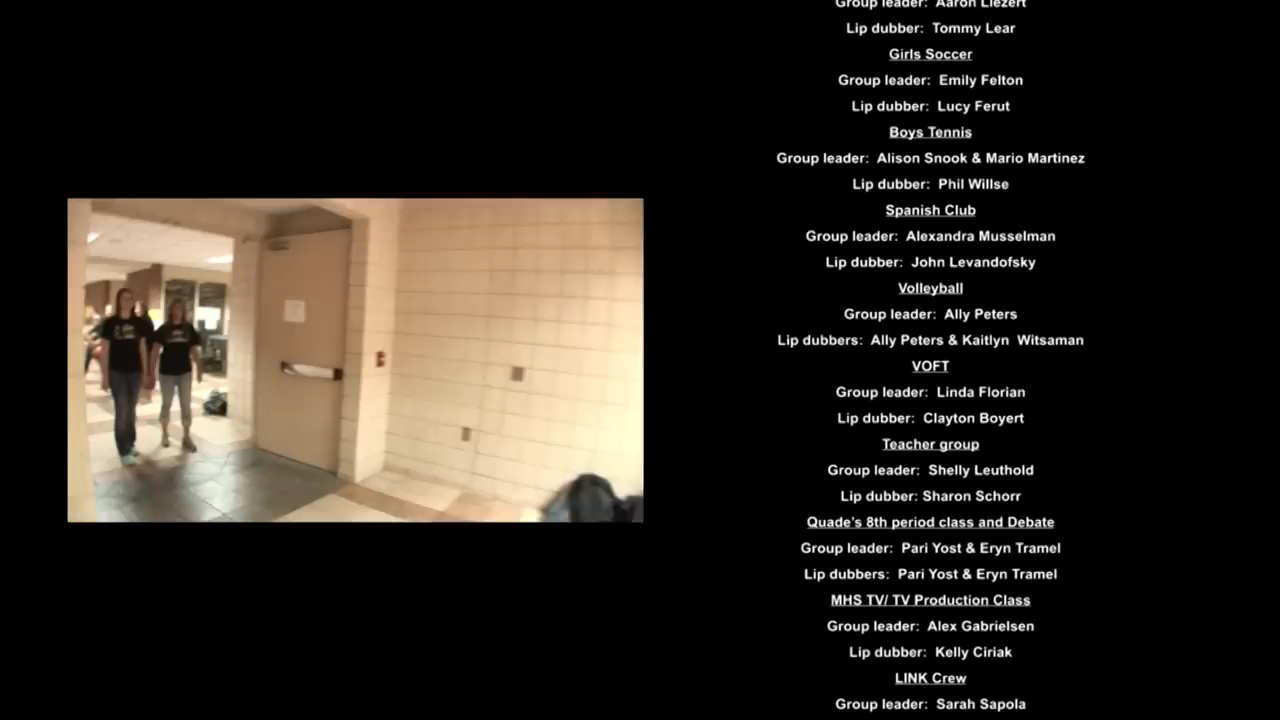 Group leader: Aaron Liezert
Lip dubber: Tommy Lear
Girls Soccer
Group leader: Emily Felton
Lip dubber: Lucy Ferut
Boys Tennis
Group leader: Alison Snook & Mario Martinez
Lip dubber: Phil Willse
Spanish Club
Group leader: Alexandra Musselman
Lip dubber: John Levandofsky
Volleyball
Group leader: Ally Peters
Lip dubbers: Ally Peters & Kaitlyn Witsaman
VOFT
Group leader: Linda Florian
Lip dubber: Clayton Boyert
Teacher group
Group leader: Shelly Leuthold
Lip dubber: Sharon Schorr
Quade's 8th period class and Debate
Group leader: Pari Yost & Eryn Tramel
Lip dubbers: Pari Yost & Eryn Tramel
MHS TV/ TV Production Class
Group leader: Alex Gabrielsen
Lip dubber: Kelly Ciriak
LINK Crew
Group leader: Sarah Sapola